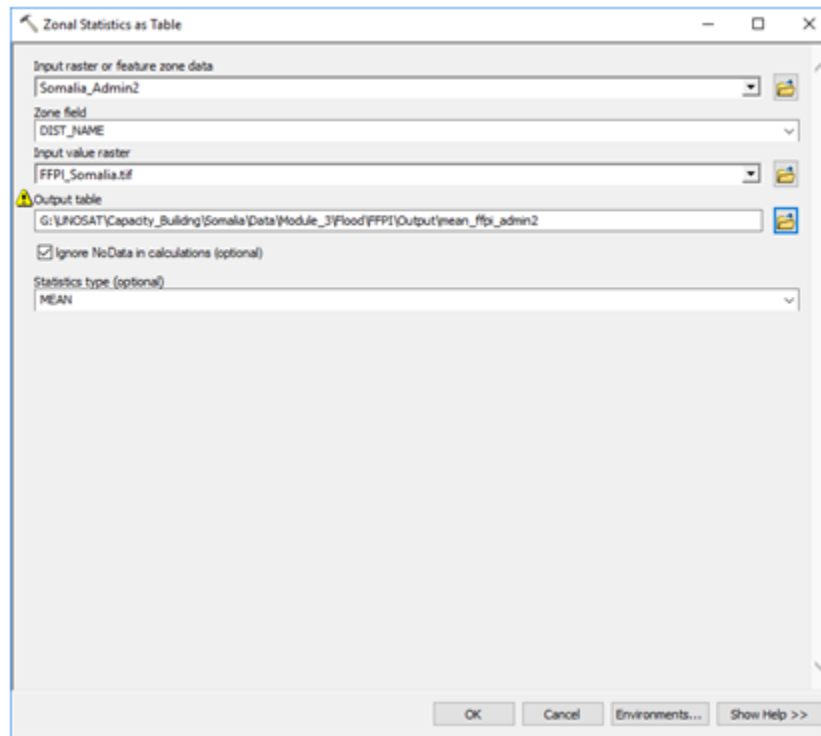 Zonal Statistics as Table
Input raster or feature zone data
Somalia_Admin2
Zone field
DIST_NAME
Input value raster
FFPI_Somalia.tif
Output table
G:\UNOSAT\Capacity_Builidng\Somalia\Data\Module_3\Flood\FFPI\Output\mean_ffpi_admin2
Ignore NoData in calculations (optional)
Statistics type (optional)
MEAN
OK Cancel Environments... Show Help >>